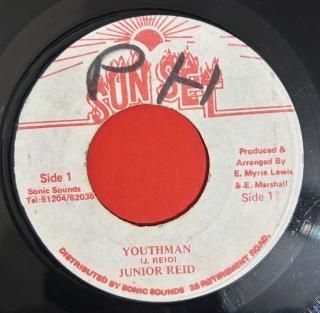 P H
SUN SET
Side 1
Sonic Sounds
Tel:61204/62036
Produced &
Arranged By
E. Myrie Lewis
& .E. Marshall
Side 1
YOUTHMAN
(J. REID)
JUNIOR REID
DISTRIBUTED BY SONIC SOUNDS 25-RETIREMENT ROAD.